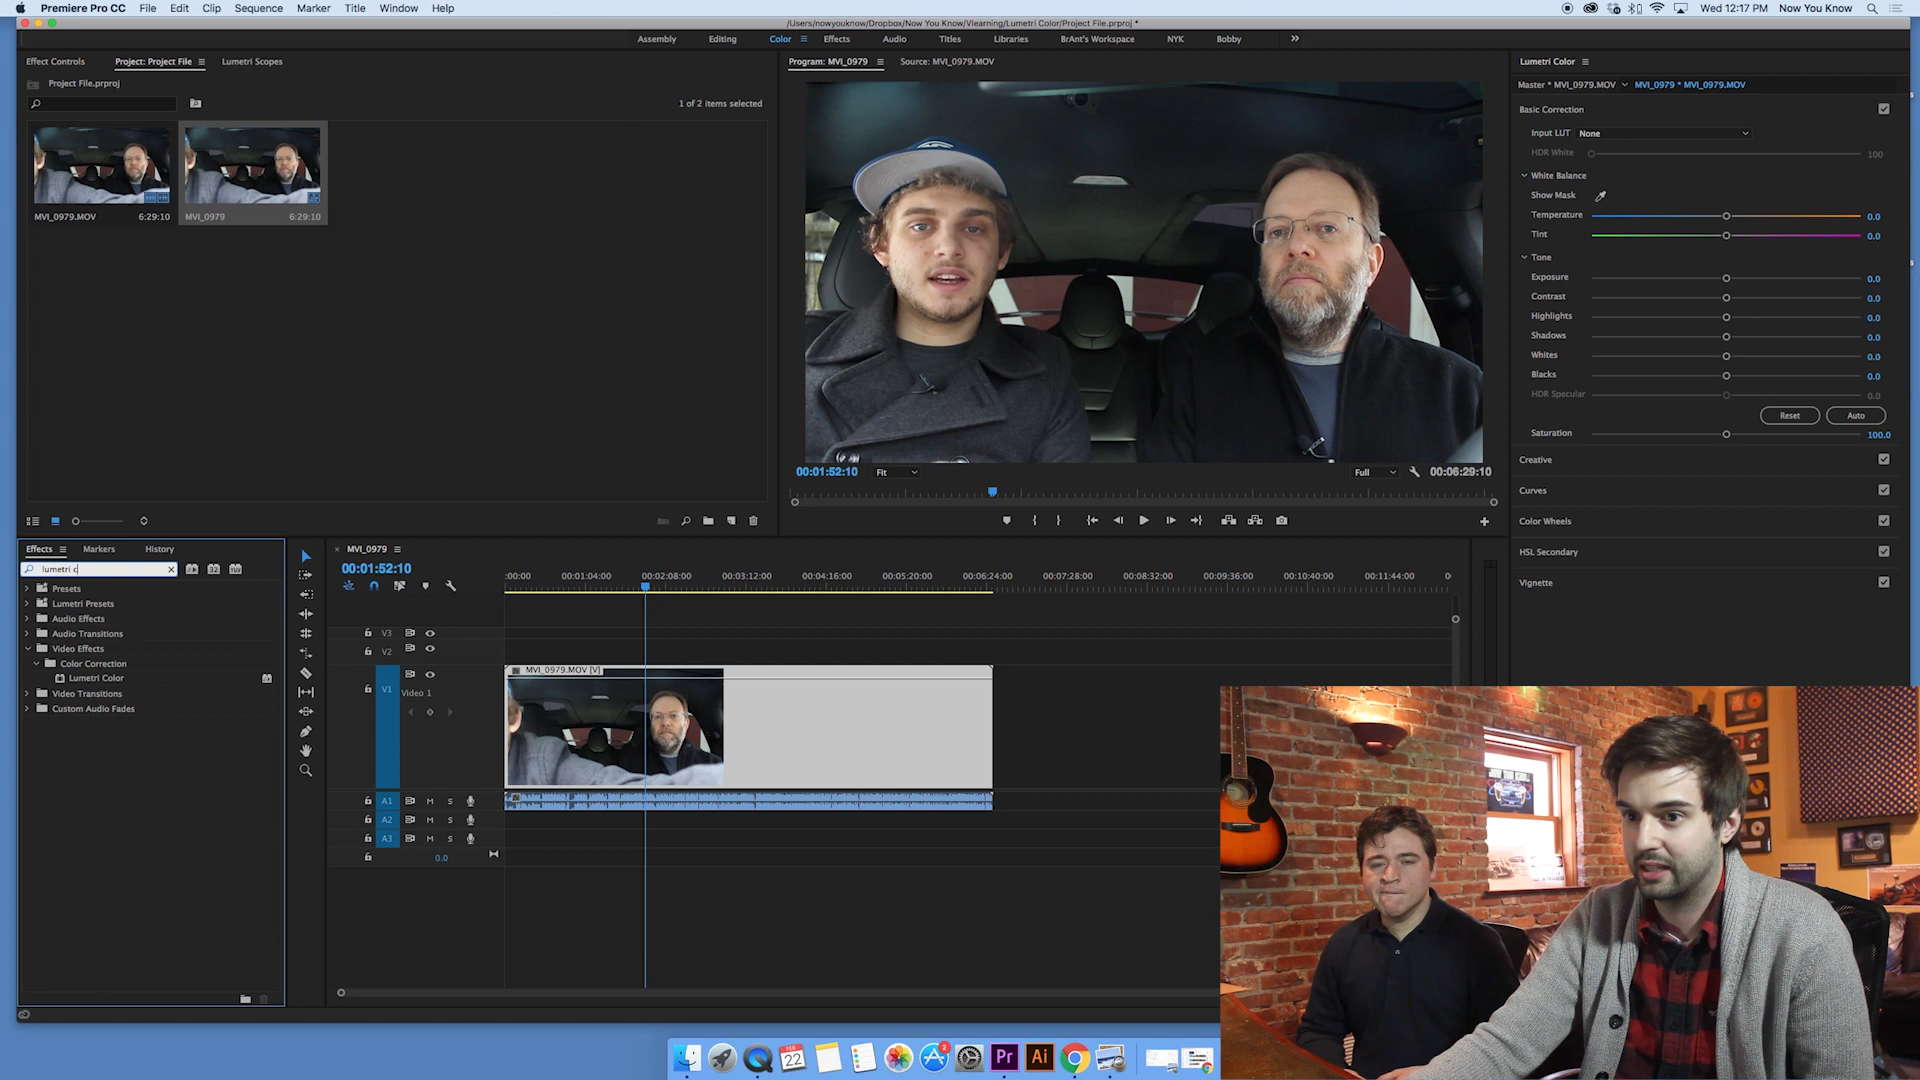 Premiere Pro CC File Edit Clip Sequence Marker Title Window Help
Wed 12:17 PM Now You Know
/Users/nowyouknow/Dropbox/Now You Know/Vlearning/Lumetri Color/Project File.prproj *
Assembly Editing Color Effects Audio Titles Libraries BrAnt's Workspace NYK Bobby
Effect Controls Project: Project File Lumetri Scopes
Project File.prproj
1 of 2 items selected
MVI_0979.MOV 6:29:10
MVI_0979 6:29:10
Program: MVI_0979 Source: MVI_0979.MOV
00:01:52:10 Fit Full 00:06:29:10
Lumetri Color
Master * MVI_0979.MOV MVI_0979 * MVI_0979.MOV
Basic Correction
Input LUT None
HDR White 100
White Balance
Show Mask
Temperature 0.0
Tint 0.0
Tone
Exposure 0.0
Contrast 0.0
Highlights 0.0
Shadows 0.0
Whites 0.0
Blacks 0.0
HDR Specular 0.0
Reset Auto
Saturation 100.0
Creative
Curves
Color Wheels
HSL Secondary
Vignette
Effects Markers History
lumetri c
Presets
Lumetri Presets
Audio Effects
Audio Transitions
Video Effects
Color Correction
Lumetri Color
Video Transitions
Custom Audio Fades
MVI_0979
00:01:52:10
:00:00 00:01:04:00 00:02:08:00 00:03:12:00 00:04:16:00 00:05:20:00 00:06:24:00 00:07:28:00 00:08:32:00 00:09:36:00 00:10:40:00 00:11:44:00 0
V3
V2
MVI_0979.MOV [V]
V1 Video 1
A1 M S
A2 M S
A3 M S
0.0
FEB
22
2
Pr Ai